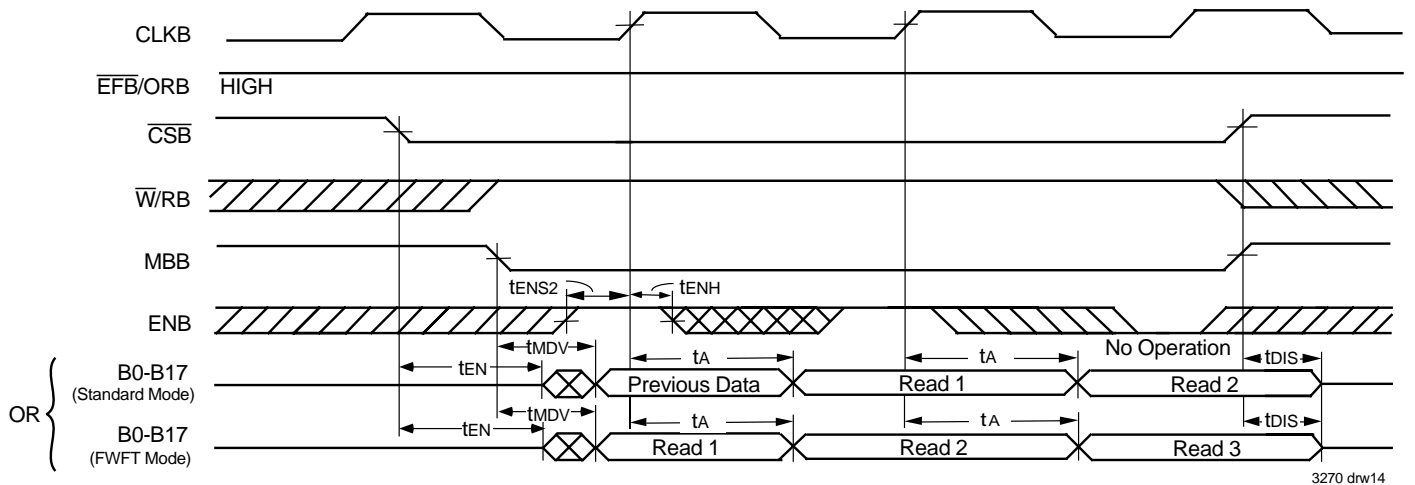 CLKB
EFB/ORB HIGH
CSB
W/RB
MBB
tENS2 tENH
ENB
No Operation
tMDV tA tA
tEN tDIS
B0-B17 Previous Data Read 1 Read 2
(Standard Mode)
OR
tMDV tA tA
tEN tDIS
B0-B17 Read 1 Read 2 Read 3
(FWFT Mode)
3270 drw14